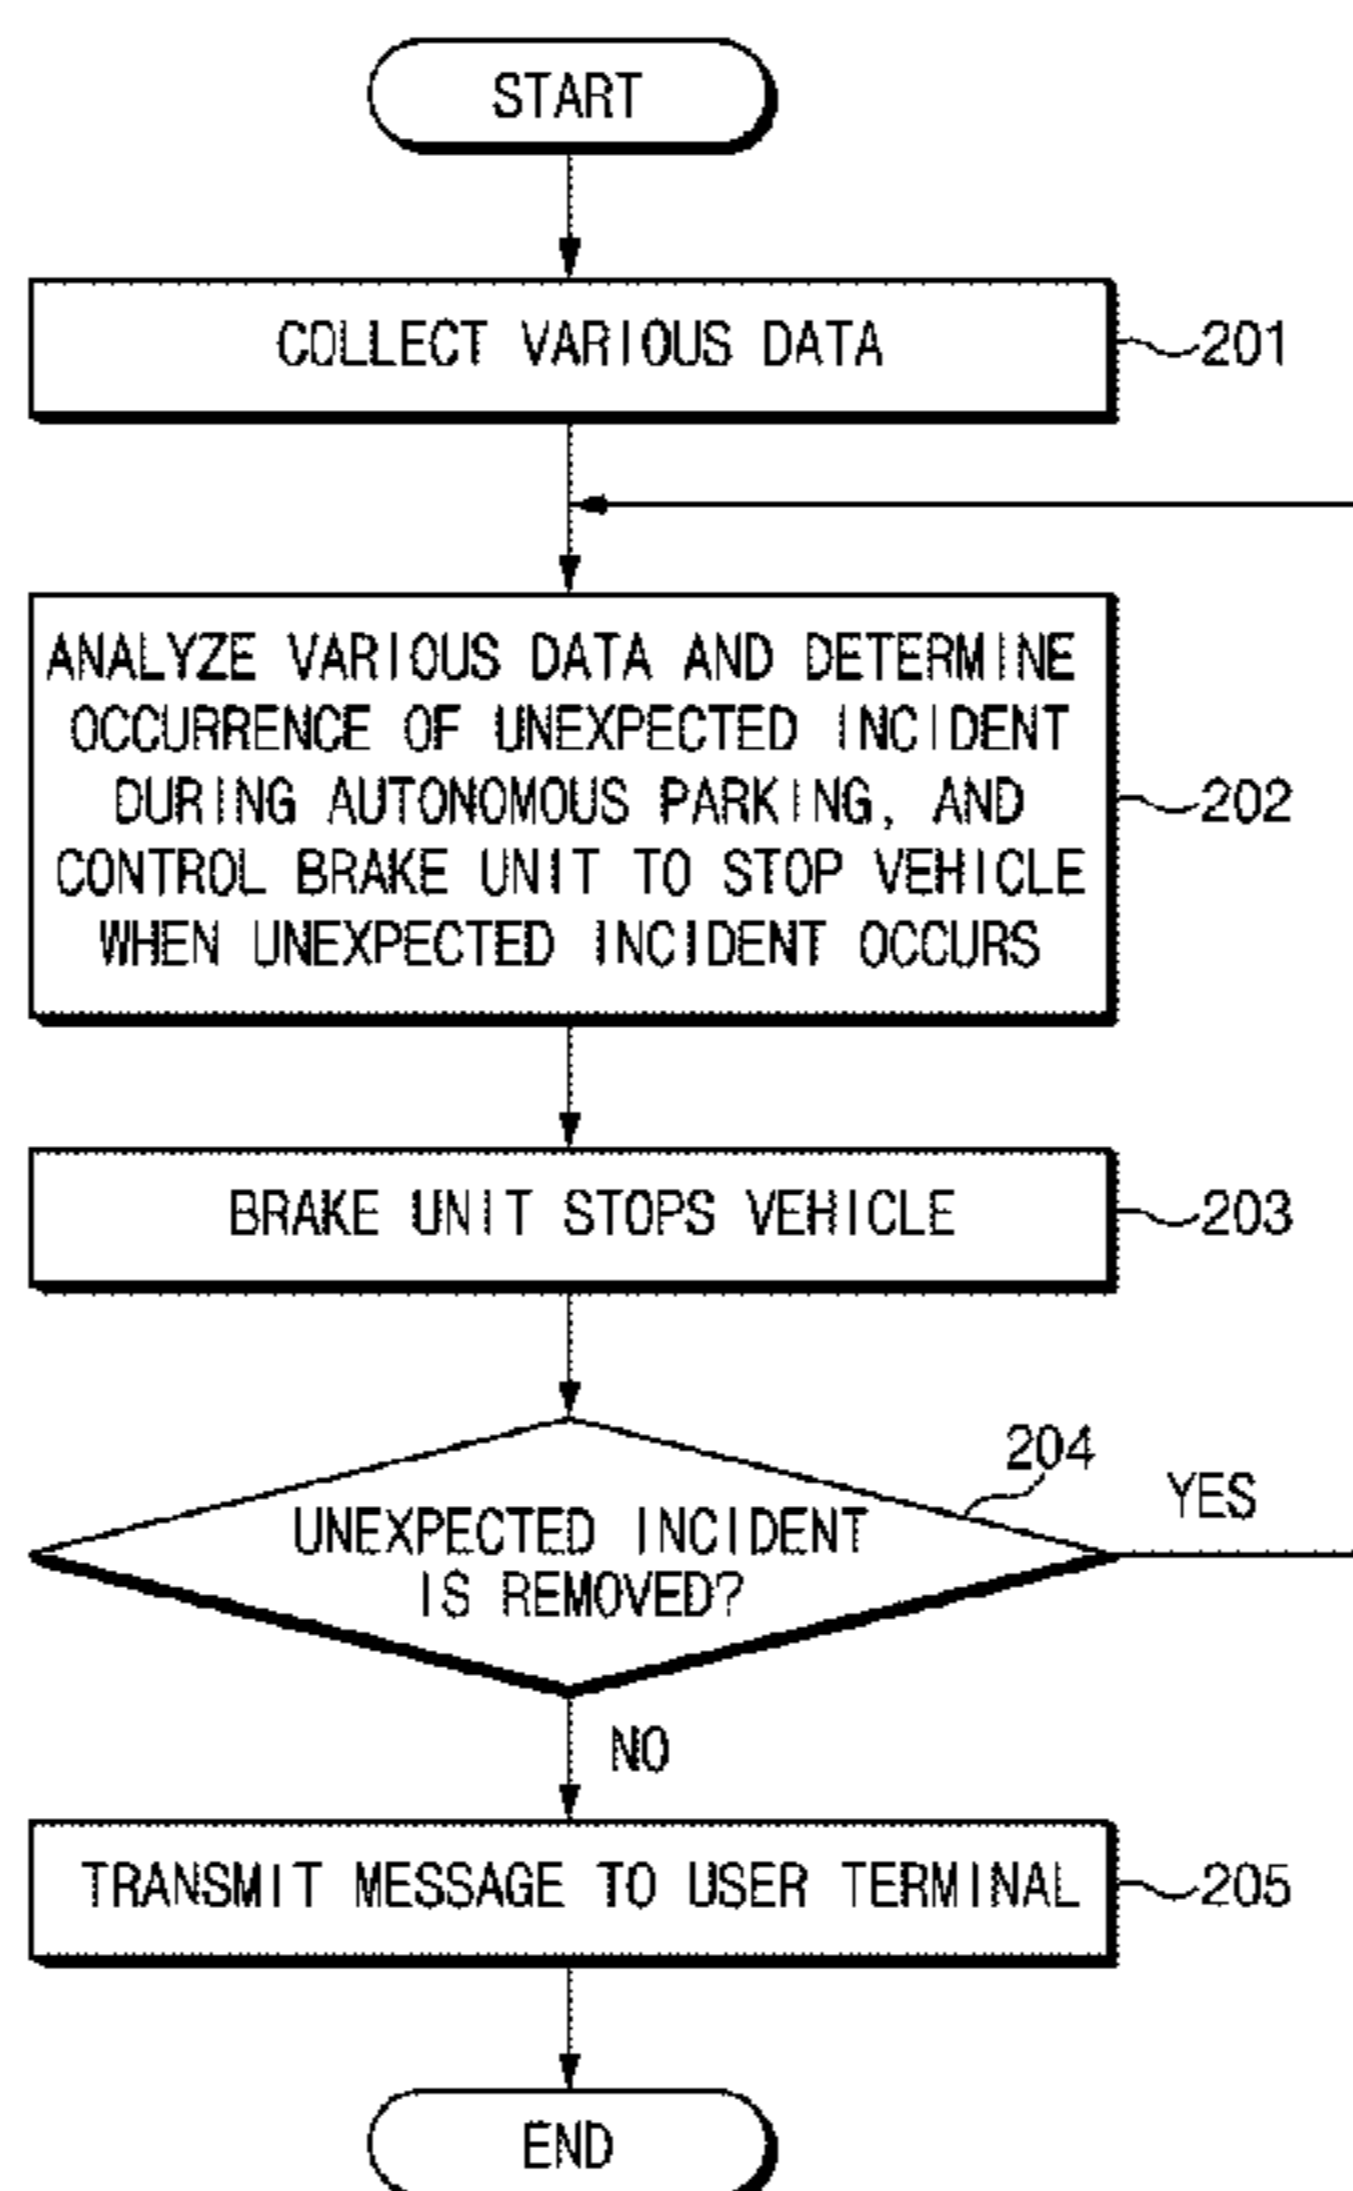 START
COLLECT VARIOUS DATA
201
ANALYZE VARIOUS DATA AND DETERMINE
OCCURRENCE OF UNEXPECTED INCIDENT
DURING AUTONOMOUS PARKING, AND
CONTROL BRAKE UNIT TO STOP VEHICLE
WHEN UNEXPECTED INCIDENT OCCURS
202
BRAKE UNIT STOPS VEHICLE
203
204
YES
UNEXPECTED INCIDENT
IS REMOVED?
NO
TRANSMIT MESSAGE TO USER TERMINAL
205
END